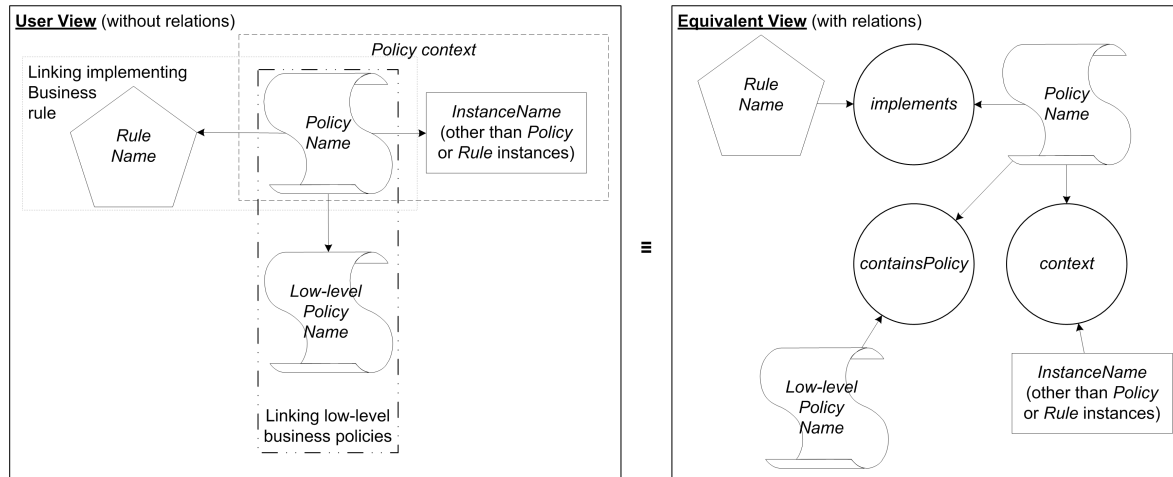 User View (without relations)
Policy context
Linking implementing
Business
rule
Rule
Name
Policy
Name
InstanceName
(other than Policy
or Rule instances)
Low-level
Policy
Name
Linking low-level
business policies
≡
Equivalent View (with relations)
Rule
Name
implements
Policy
Name
containsPolicy
context
Low-level
Policy
Name
InstanceName
(other than Policy
or Rule instances)